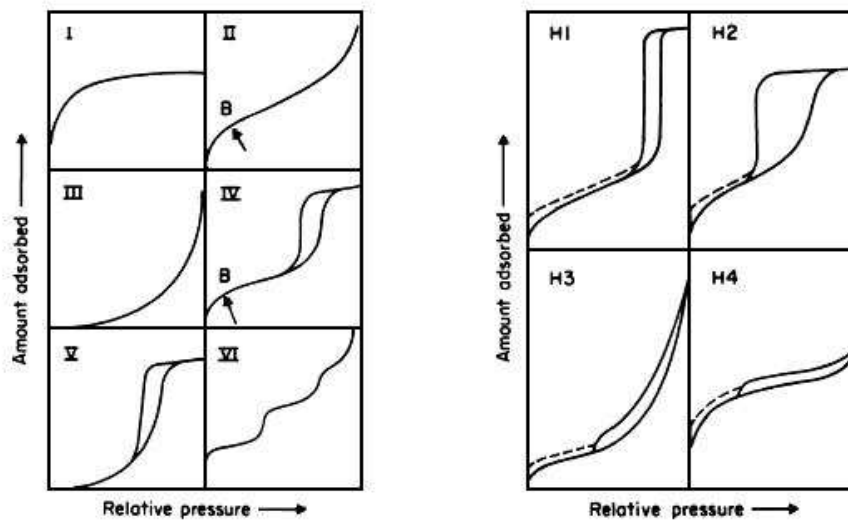 I
II
B
III
IV
B
V
VI
Amount adsorbed
Relative pressure
H1
H2
H3
H4
Amount adsorbed
Relative pressure